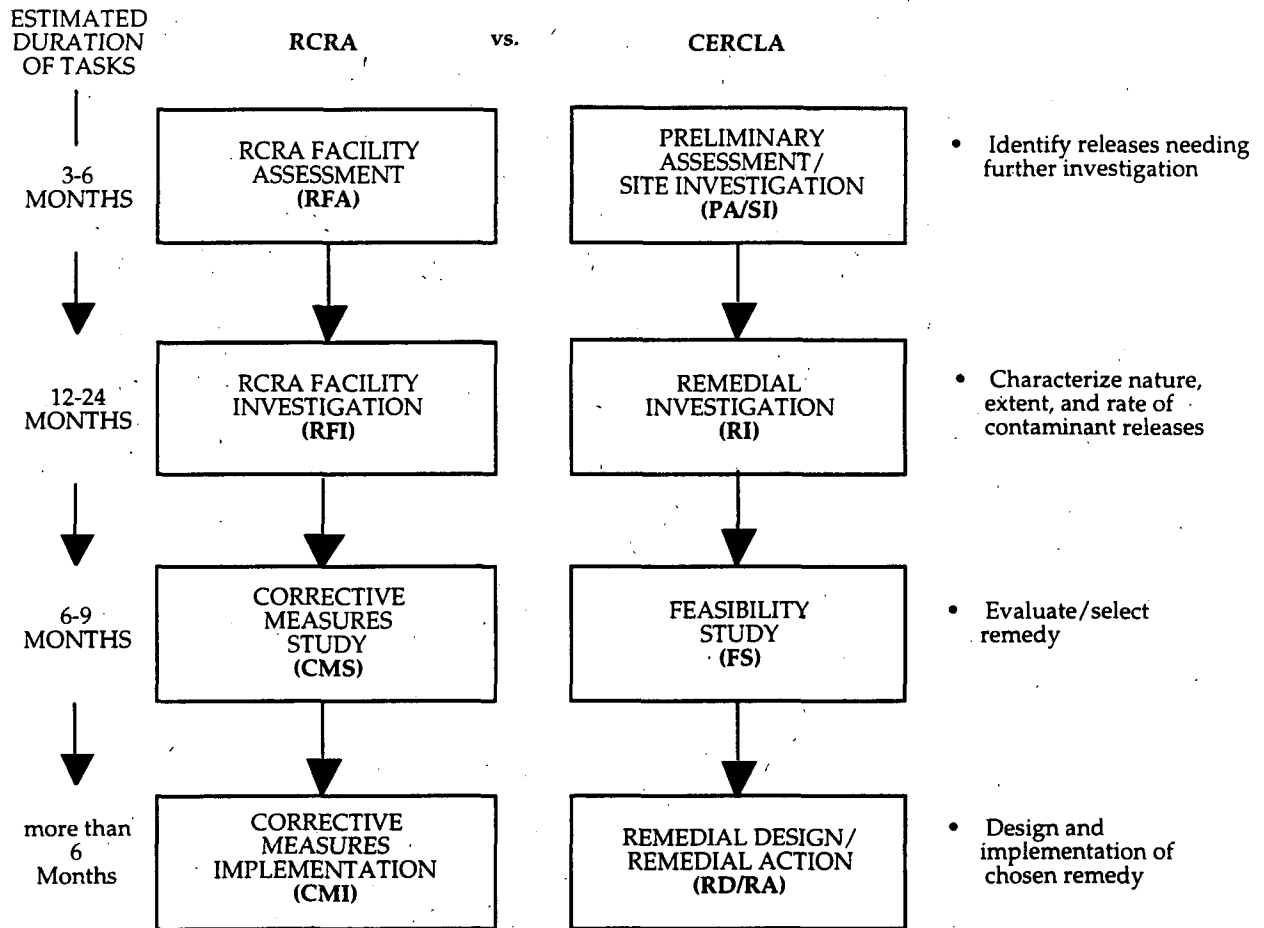 ESTIMATED
DURATION
OF TASKS
RCRA vs. CERCLA
3-6
MONTHS
RCRA FACILITY
ASSESSMENT
(RFA)
PRELIMINARY
ASSESSMENT/
SITE INVESTIGATION
(PA/SI)
• Identify releases needing
further investigation
12-24
MONTHS
RCRA FACILITY
INVESTIGATION
(RFI)
REMEDIAL
INVESTIGATION
(RI)
• Characterize nature,
extent, and rate of
contaminant releases
6-9
MONTHS
CORRECTIVE
MEASURES
STUDY
(CMS)
FEASIBILITY
STUDY
(FS)
• Evaluate/select
remedy
more than
6
Months
CORRECTIVE
MEASURES
IMPLEMENTATION
(CMI)
REMEDIAL DESIGN/
REMEDIAL ACTION
(RD/RA)
• Design and
implementation of
chosen remedy